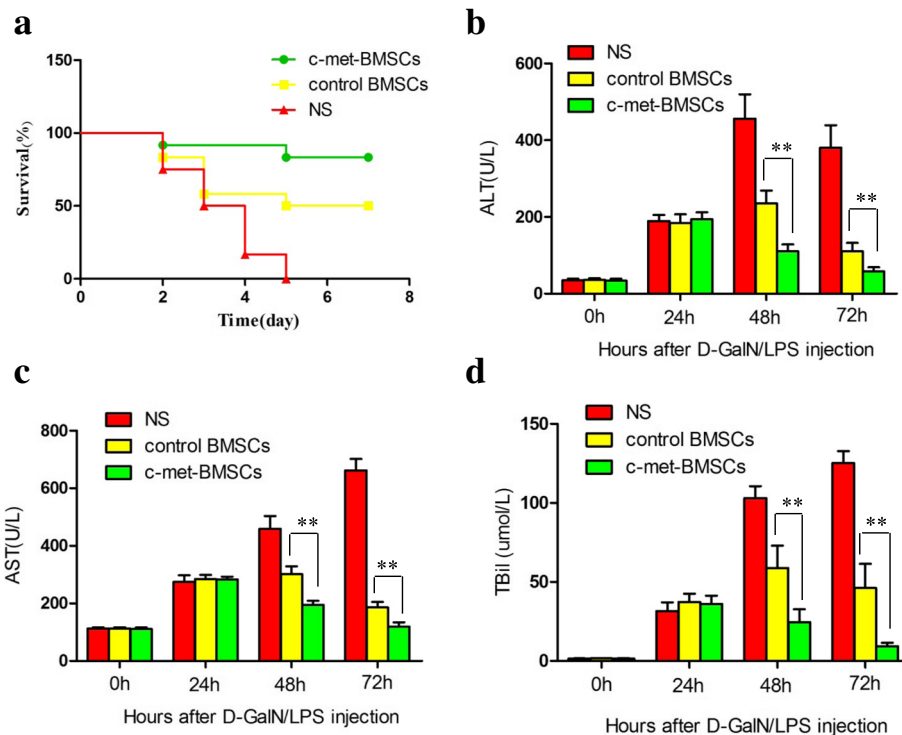 a
c-met-BMSCs
control BMSCs
NS
Survival(%)
150
100
50
0
0 2 4 6 8
Time(day)
b
NS
control BMSCs
c-met-BMSCs
ALT(U/L)
600
400
200
0
** **
0h 24h 48h 72h
Hours after D-GalN/LPS injection
c
NS
control BMSCs
c-met-BMSCs
AST(U/L)
800
600
400
200
0
** **
0h 24h 48h 72h
Hours after D-GalN/LPS injection
d
NS
control BMSCs
c-met-BMSCs
TBil (umol/L)
150
100
50
0
** **
0h 24h 48h 72h
Hours after D-GalN/LPS injection